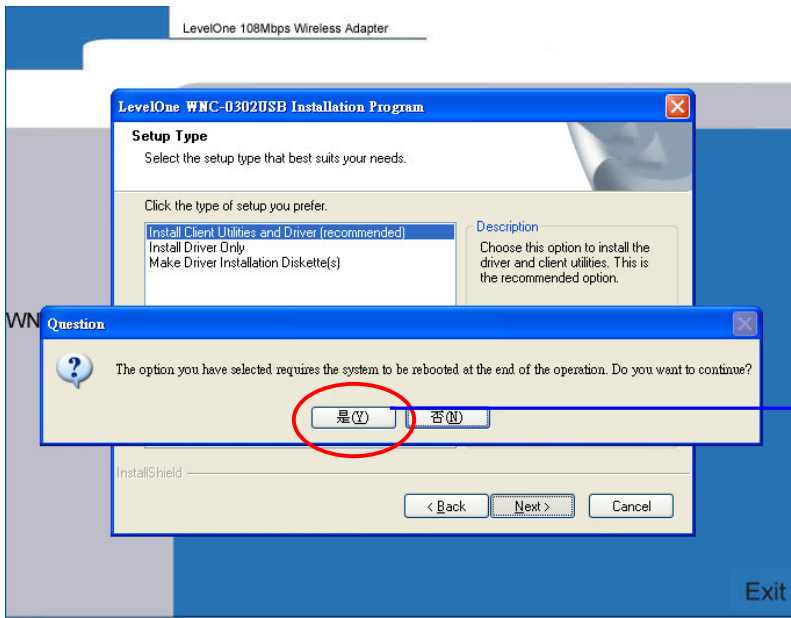 LevelOne 108Mbps Wireless Adapter
LevelOne WNC-0302USB Installation Program
Setup Type
Select the setup type that best suits your needs.
Click the type of setup you prefer.
Install Client Utilities and Driver (recommended)
Install Driver Only
Make Driver Installation Diskette(s)
Description
Choose this option to install the
driver and client utilities. This is
the recommended option.
WN
Question
The option you have selected requires the system to be rebooted at the end of the operation. Do you want to continue?
是(Y)
否(N)
InstallShield
< Back
Next >
Cancel
Exit